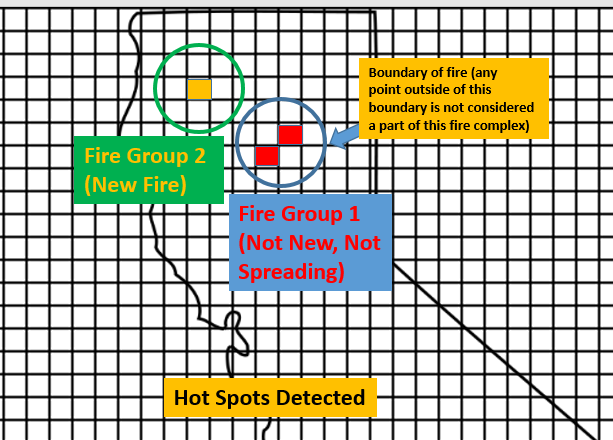 Boundary of fire (any
point outside of this
boundary is not considered
a part of this fire complex)
Fire Group 2
(New Fire)
Fire Group 1
(Not New, Not
Spreading)
Hot Spots Detected